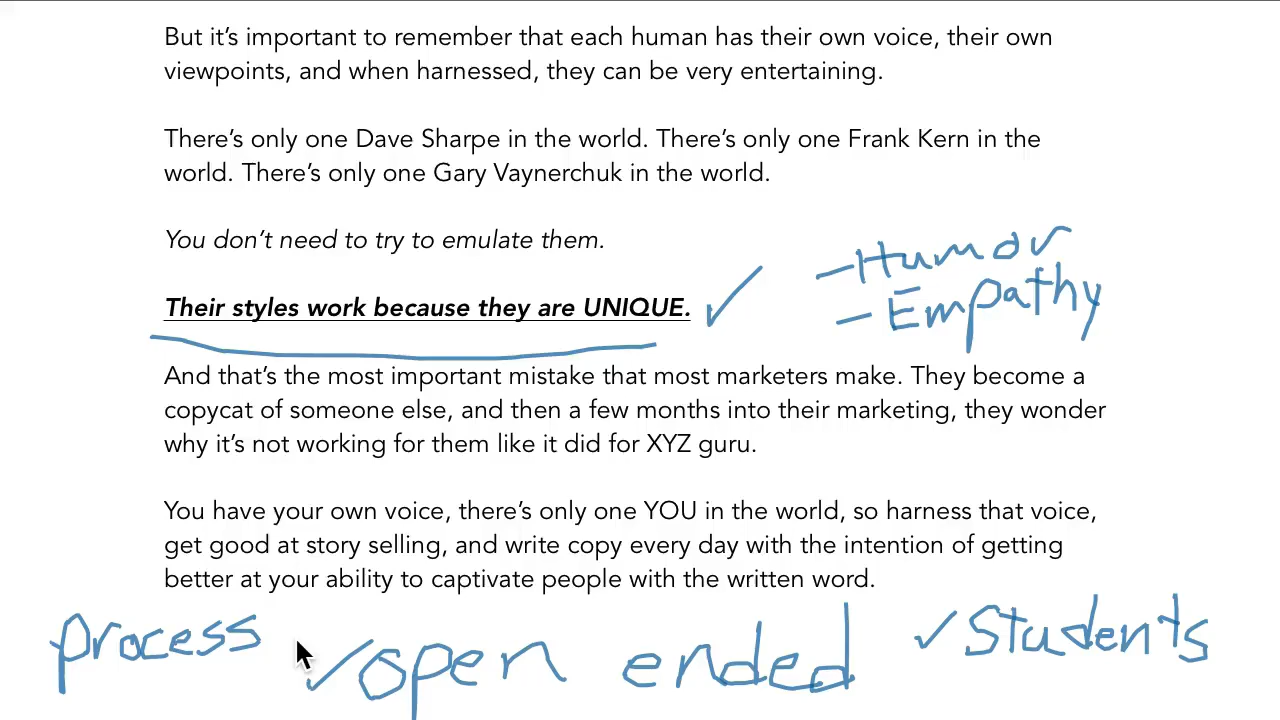 But it's important to remember that each human has their own voice, their own
viewpoints, and when harnessed, they can be very entertaining.
There's only one Dave Sharpe in the world. There's only one Frank Kern in the
world. There's only one Gary Vaynerchuk in the world.
You don't need to try to emulate them.
- Humor
Their styles work because they are UNIQUE. ✓
- Empathy
And that's the most important mistake that most marketers make. They become a
copycat of someone else, and then a few months into their marketing, they wonder
why it's not working for them like it did for XYZ guru.
You have your own voice, there's only one YOU in the world, so harness that voice,
get good at story selling, and write copy every day with the intention of getting
better at your ability to captivate people with the written word.
process ✓open ended ✓Students